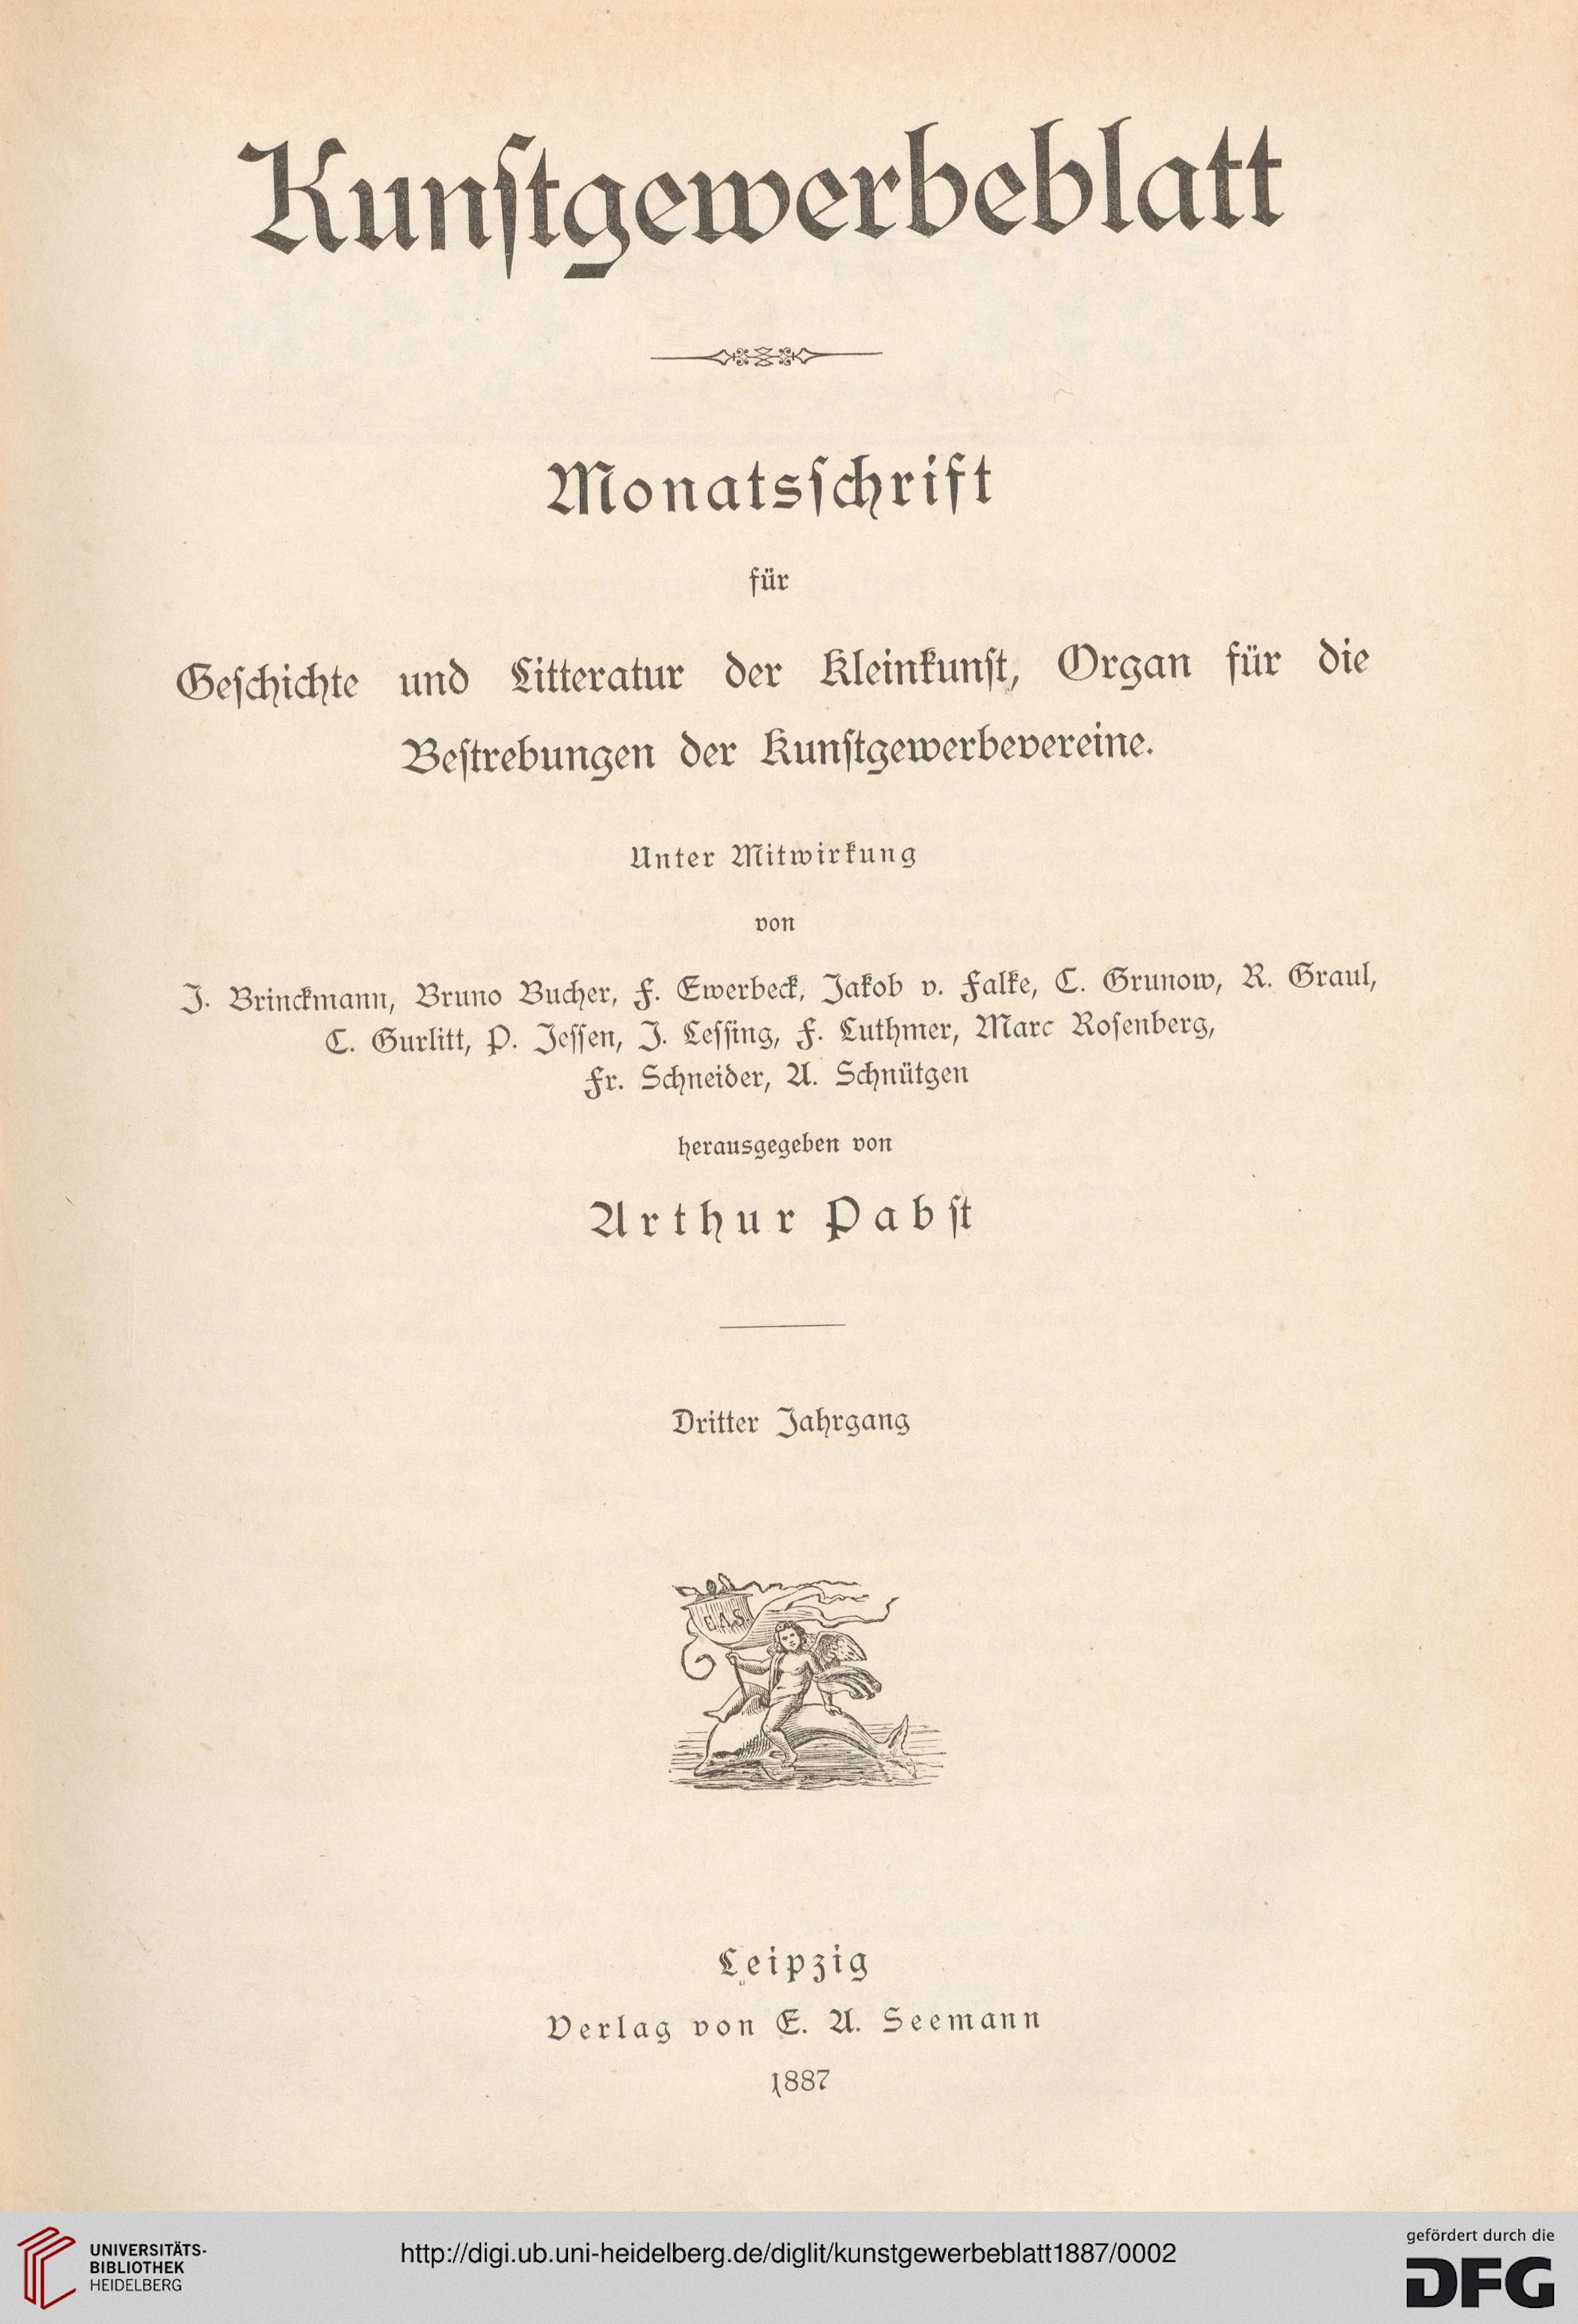 Kunſtgewerbeblatt
Monatsſchrift
für
Geſchichte und Litteratur der Kleinkunſt, Organ für die
Beſtrebungen der Kunſtgewerbevereine.
Unter Mitwirkung
von
J. Brinckmann, Bruno Bucher, F. Ewerbeck, Jakob v. Falke, C. Grunow, R. Graul,
C. Gurlitt, P. Jeſſen, J. Leſſing, F. Luthmer, Marc Roſenberg,
Fr. Schneider, A. Schnütgen
herausgegeben von
Arthur Pabſt
Dritter Jahrgang
E.A.S.
Leipzig
Verlag von E. A. Seemann
1887
UNIVERSITÄTS-
BIBLIOTHEK
HEIDELBERG
http://digi.ub.uni-heidelberg.de/diglit/kunstgewerbeblatt1887/0002
gefördert durch die
DFG